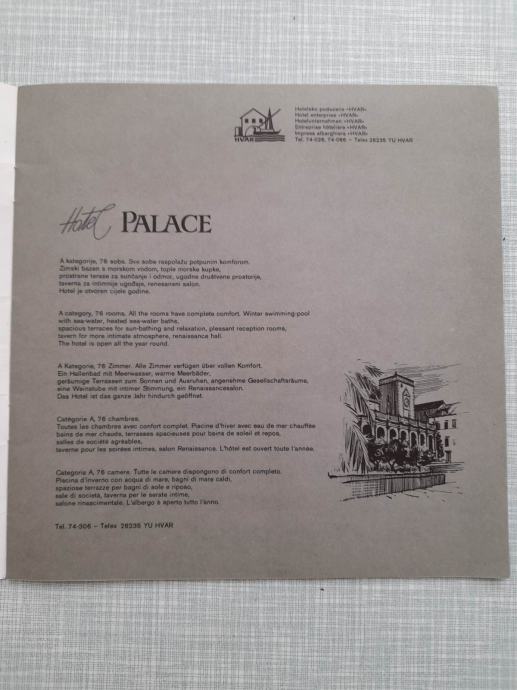 HVAR
Hotelsko poduzeće «HVAR»
Hotel enterprise «HVAR»
Hotelunternehmen «HVAR»
Entreprise hôtelière «HVAR»
Impresa alberghiera «HVAR»
Tel. 74-026, 74-066 – Telex 26235 YU HVAR
Hotel PALACE
A kategorije, 76 soba. Sve sobe raspolažu potpunim komforom.
Zimski bazen s morskom vodom, tople morske kupke,
prostrane terase za sunčanje i odmor, ugodne društvene prostorije,
taverna za intimnije ugođaje, renesansni salon.
Hotel je otvoren cijele godine.
A category, 76 rooms. All the rooms have complete comfort. Winter swimming-pool
with sea-water, heated sea-water baths,
spacious terraces for sun-bathing and relaxation, pleasant reception rooms,
tavern for more intimate atmosphere, renaissance hall.
The hotel is open all the year round.
A Kategorie, 76 Zimmer. Alle Zimmer verfügen über vollen Komfort.
Ein Hallenbad mit Meerwasser, warme Meerbäder,
geräumige Terrassen zum Sonnen und Ausruhen, angenehme Gesellschaftsräume,
eine Weinstube mit intimer Stimmung, ein Renaissancesalon.
Das Hotel ist das ganze Jahr hindurch geöffnet.
Catégorie A, 76 chambres.
Toutes les chambres avec confort complet. Piscine d'hiver avec eau de mer chauffée
bains de mer chauds, terrasses spacieuses pour bains de soleil et repos,
salles de société agréables,
taverne pour les soirées intimes, salon Renaissance. L'hôtel est ouvert toute l'année.
Categorie A, 76 camere. Tutte le camere dispongono di confort completo.
Piscina d'inverno con acqua di mare, bagni di mare caldi,
spaziose terrazze per bagni di sole e riposo,
sale di società, taverna per le serate intime,
salone rinascimentale. L'albergo è aperto tutto l'anno.
Tel. 74-306 – Telex 26235 YU HVAR